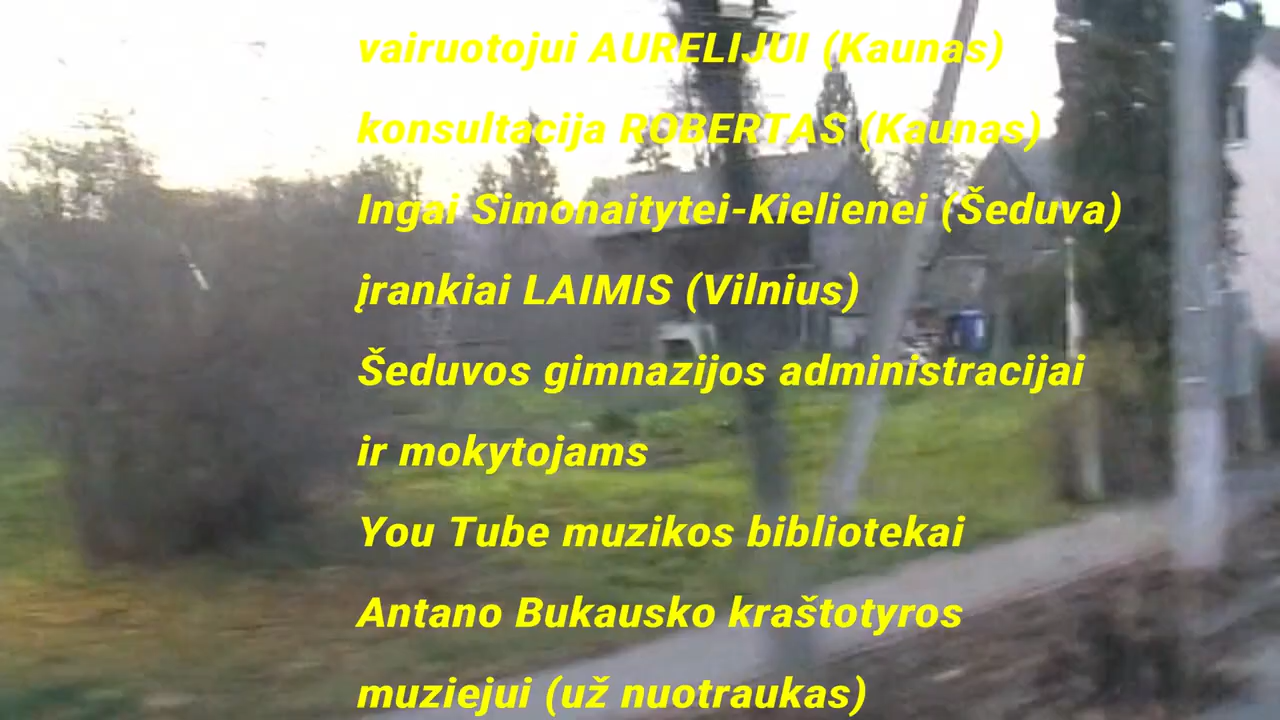 vairuotojui AURELIJUI (Kaunas)
konsultacija ROBERTAS (Kaunas)
Ingai Simonaitytei-Kielienei (Šeduva)
įrankiai LAIMIS (Vilnius)
Šeduvos gimnazijos administracijai
ir mokytojams
You Tube muzikos bibliotekai
Antano Bukausko kraštotyros
muziejui (už nuotraukas)